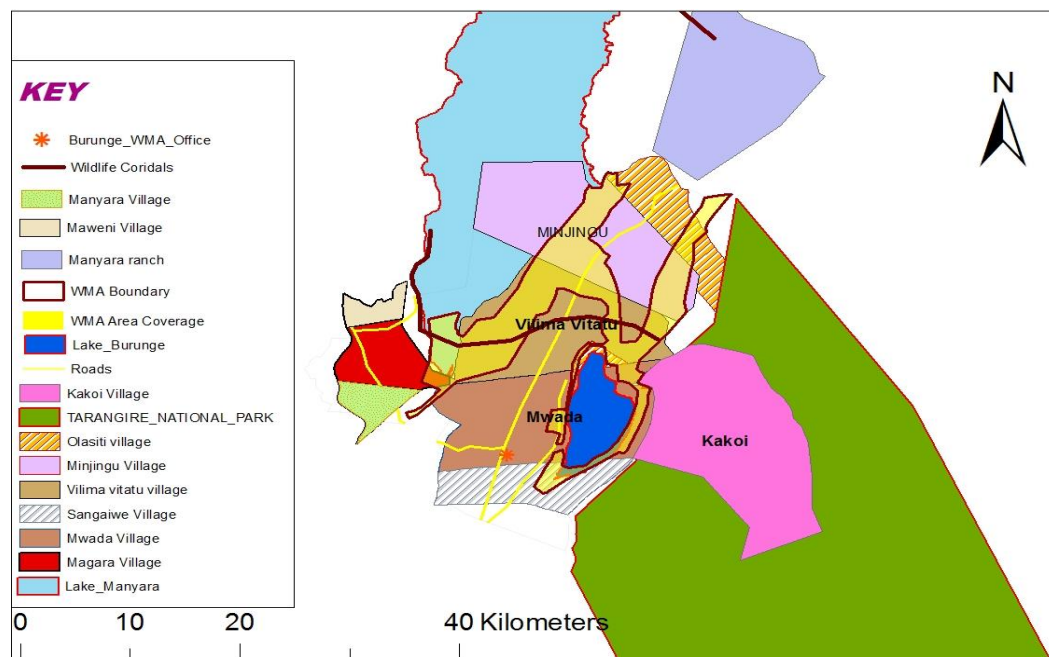 KEY
Burunge_WMA_Office
Wildlife Coridals
Manyara Village
Maweni Village
Manyara ranch
WMA Boundary
WMA Area Coverage
Lake_Burunge
Roads
Kakoi Village
TARANGIRE_NATIONAL_PARK
Olasiti village
Minjingu Village
Vilima vitatu village
Sangaiwe Village
Mwada Village
Magara Village
Lake_Manyara
N
MINJINGU
Vilima Vitatu
Mwada
Kakoi
0 10 20 40 Kilometers